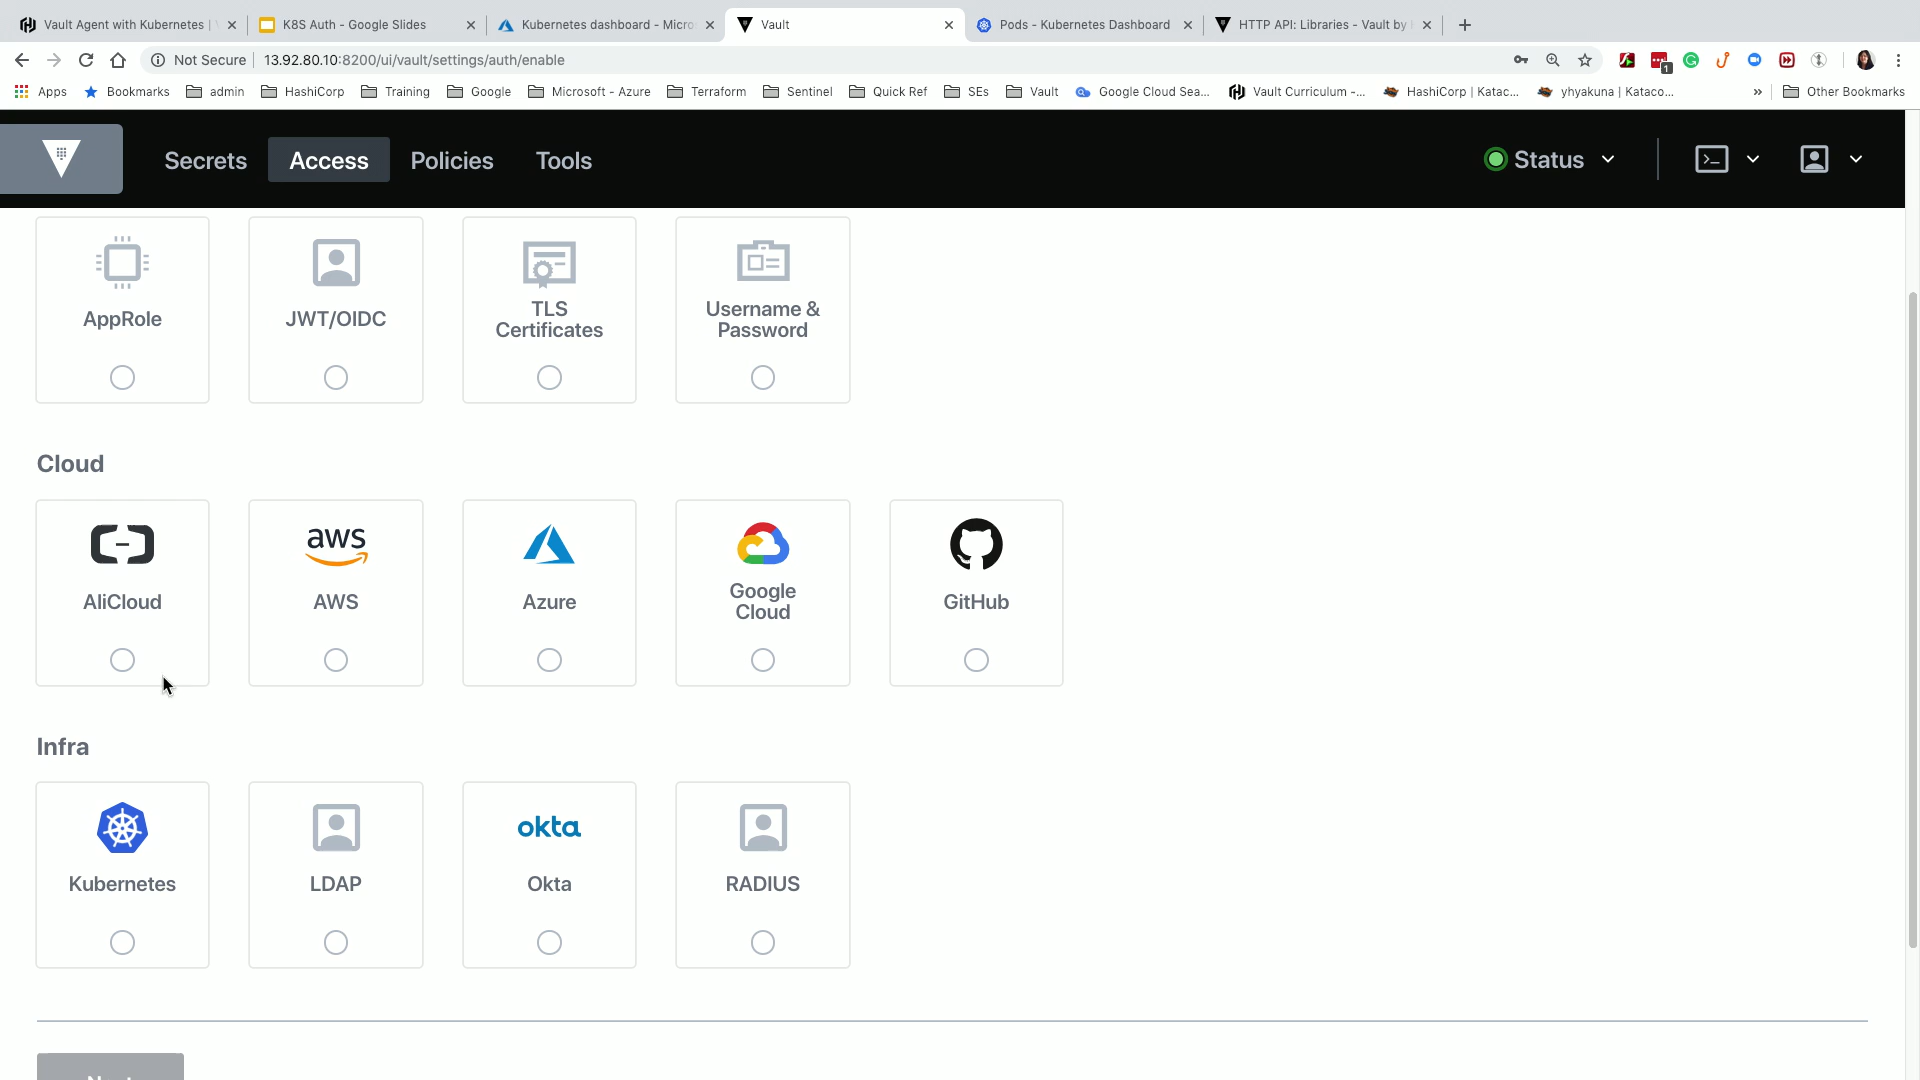 Vault Agent with Kubernetes |
K8S Auth - Google Slides
Kubernetes dashboard - Micro
Vault
Pods - Kubernetes Dashboard
HTTP API: Libraries - Vault by
Not Secure
13.92.80.10:8200/ui/vault/settings/auth/enable
1
Apps
Bookmarks
admin
HashiCorp
Training
Google
Microsoft - Azure
Terraform
Sentinel
Quick Ref
SEs
Vault
Google Cloud Sea...
Vault Curriculum -...
HashiCorp | Katac...
yhyakuna | Kataco...
»
Other Bookmarks
Secrets
Access
Policies
Tools
Status
AppRole
JWT/OIDC
TLS
Certificates
Username &
Password
Cloud
AliCloud
aws
AWS
Azure
Google
Cloud
GitHub
Infra
Kubernetes
LDAP
okta
Okta
RADIUS